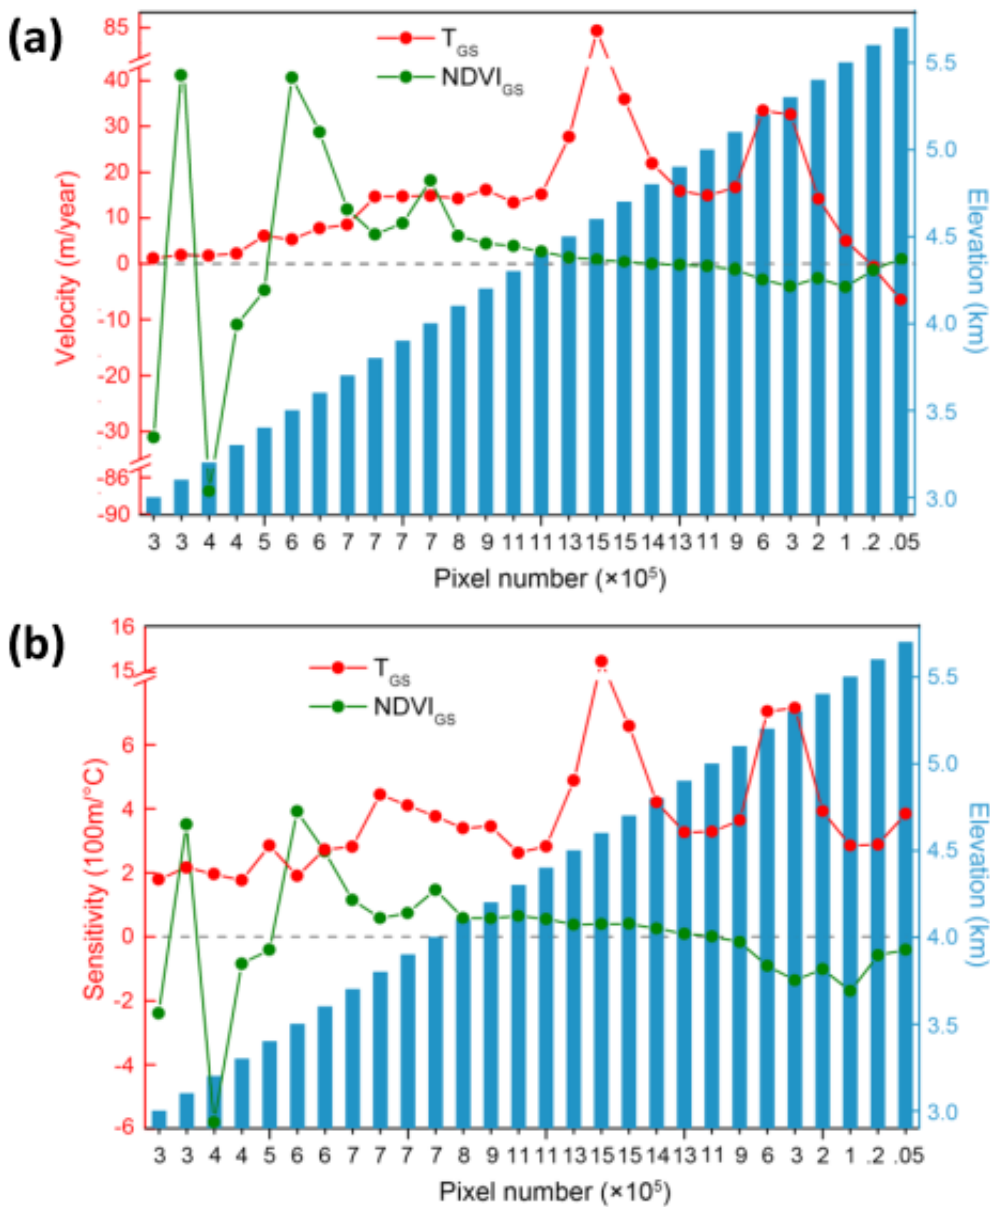 (a)
T_GS
NDVI_GS
Velocity (m/year)
85
40
30
20
10
0
-10
-20
-30
-86
-90
Elevation (km)
5.5
5.0
4.5
4.0
3.5
3.0
3 3 4 4 5 6 6 7 7 7 7 8 9 11 11 13 15 15 14 13 11 9 6 3 2 1 .2 .05
Pixel number (×10⁵)
(b)
T_GS
NDVI_GS
Sensitivity (100m/°C)
16
15
6
4
2
0
-2
-4
-6
Elevation (km)
5.5
5.0
4.5
4.0
3.5
3.0
3 3 4 4 5 6 6 7 7 7 7 8 9 11 11 13 15 15 14 13 11 9 6 3 2 1 .2 .05
Pixel number (×10⁵)